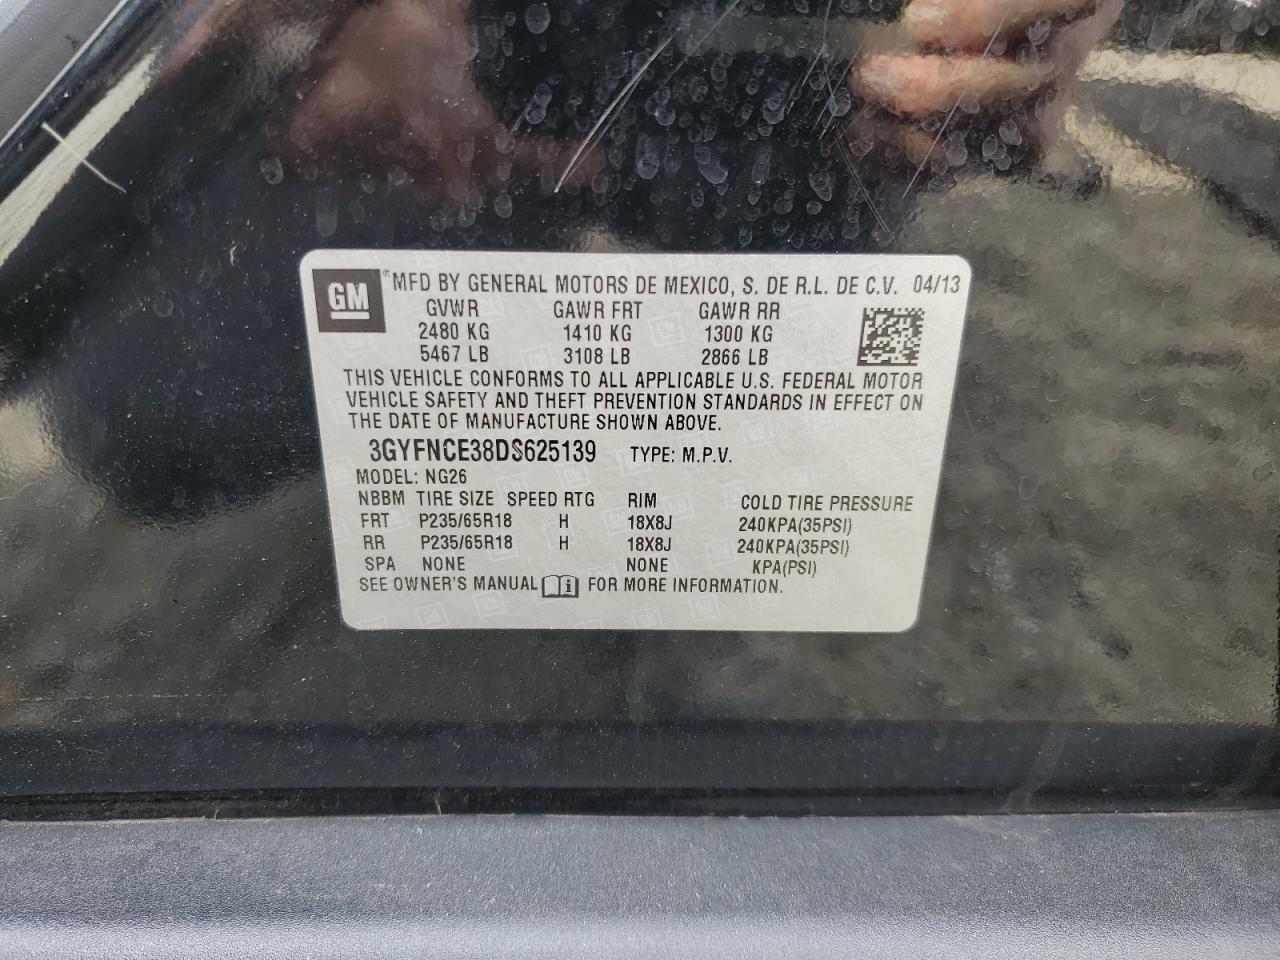 GM ® MFD BY GENERAL MOTORS DE MEXICO, S. DE R.L. DE C.V. 04/13
GVWR GAWR FRT GAWR RR
2480 KG 1410 KG 1300 KG
5467 LB 3108 LB 2866 LB
THIS VEHICLE CONFORMS TO ALL APPLICABLE U.S. FEDERAL MOTOR
VEHICLE SAFETY AND THEFT PREVENTION STANDARDS IN EFFECT ON
THE DATE OF MANUFACTURE SHOWN ABOVE.
3GYFNCE38DS625139 TYPE: M.P.V.
MODEL: NG26
NBBM TIRE SIZE SPEED RTG RIM COLD TIRE PRESSURE
FRT P235/65R18 H 18X8J 240KPA(35PSI)
RR P235/65R18 H 18X8J 240KPA(35PSI)
SPA NONE NONE KPA(PSI)
SEE OWNER'S MANUAL i FOR MORE INFORMATION.